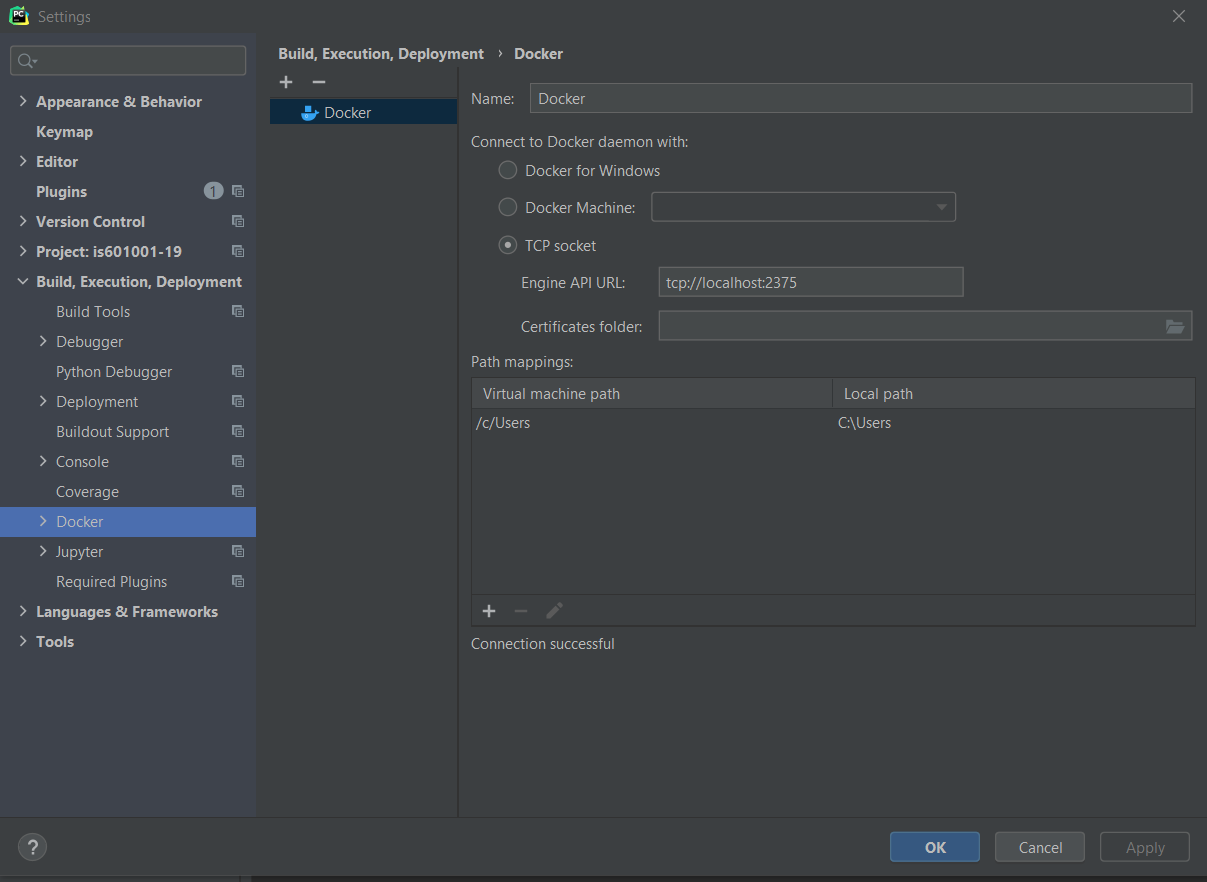 PC Settings
Appearance & Behavior
Keymap
Editor
Plugins 1
Version Control
Project: is601001-19
Build, Execution, Deployment
Build Tools
Debugger
Python Debugger
Deployment
Buildout Support
Console
Coverage
Docker
Jupyter
Required Plugins
Languages & Frameworks
Tools
Build, Execution, Deployment › Docker
Docker
Name: Docker
Connect to Docker daemon with:
Docker for Windows
Docker Machine:
TCP socket
Engine API URL: tcp://localhost:2375
Certificates folder:
Path mappings:
Virtual machine path Local path
/c/Users C:\Users
Connection successful
? OK Cancel Apply